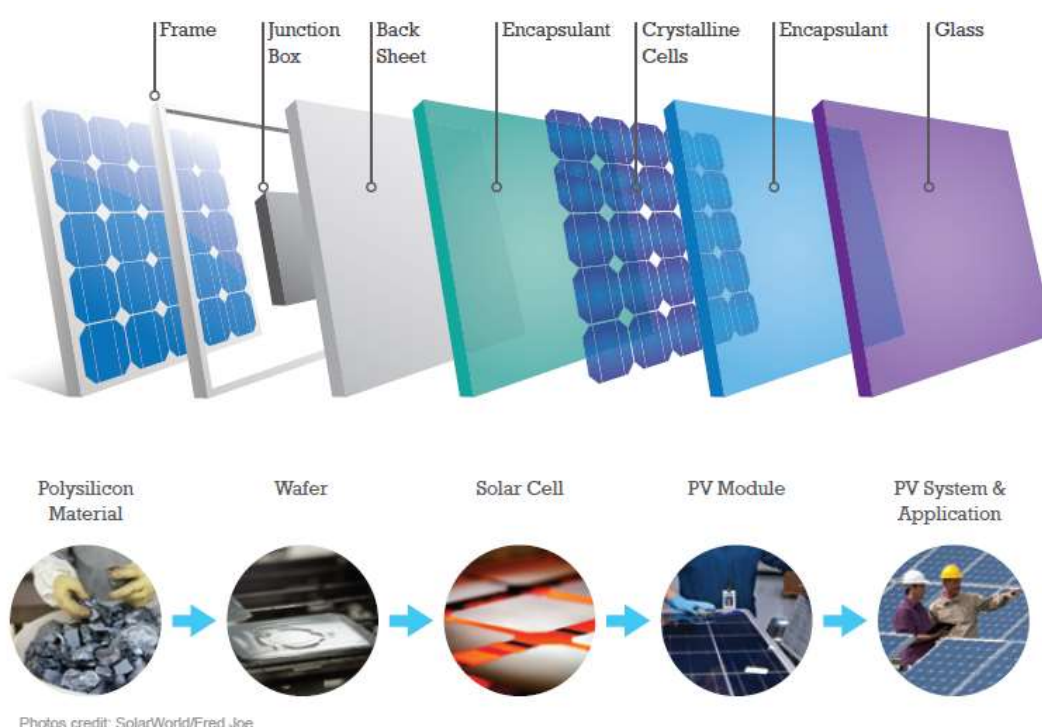 Frame
Junction
Box
Back
Sheet
Encapsulant
Crystalline
Cells
Encapsulant
Glass
Polysilicon
Material
Wafer
Solar Cell
PV Module
PV System &
Application
Photos credit: SolarWorld/Fred Joe